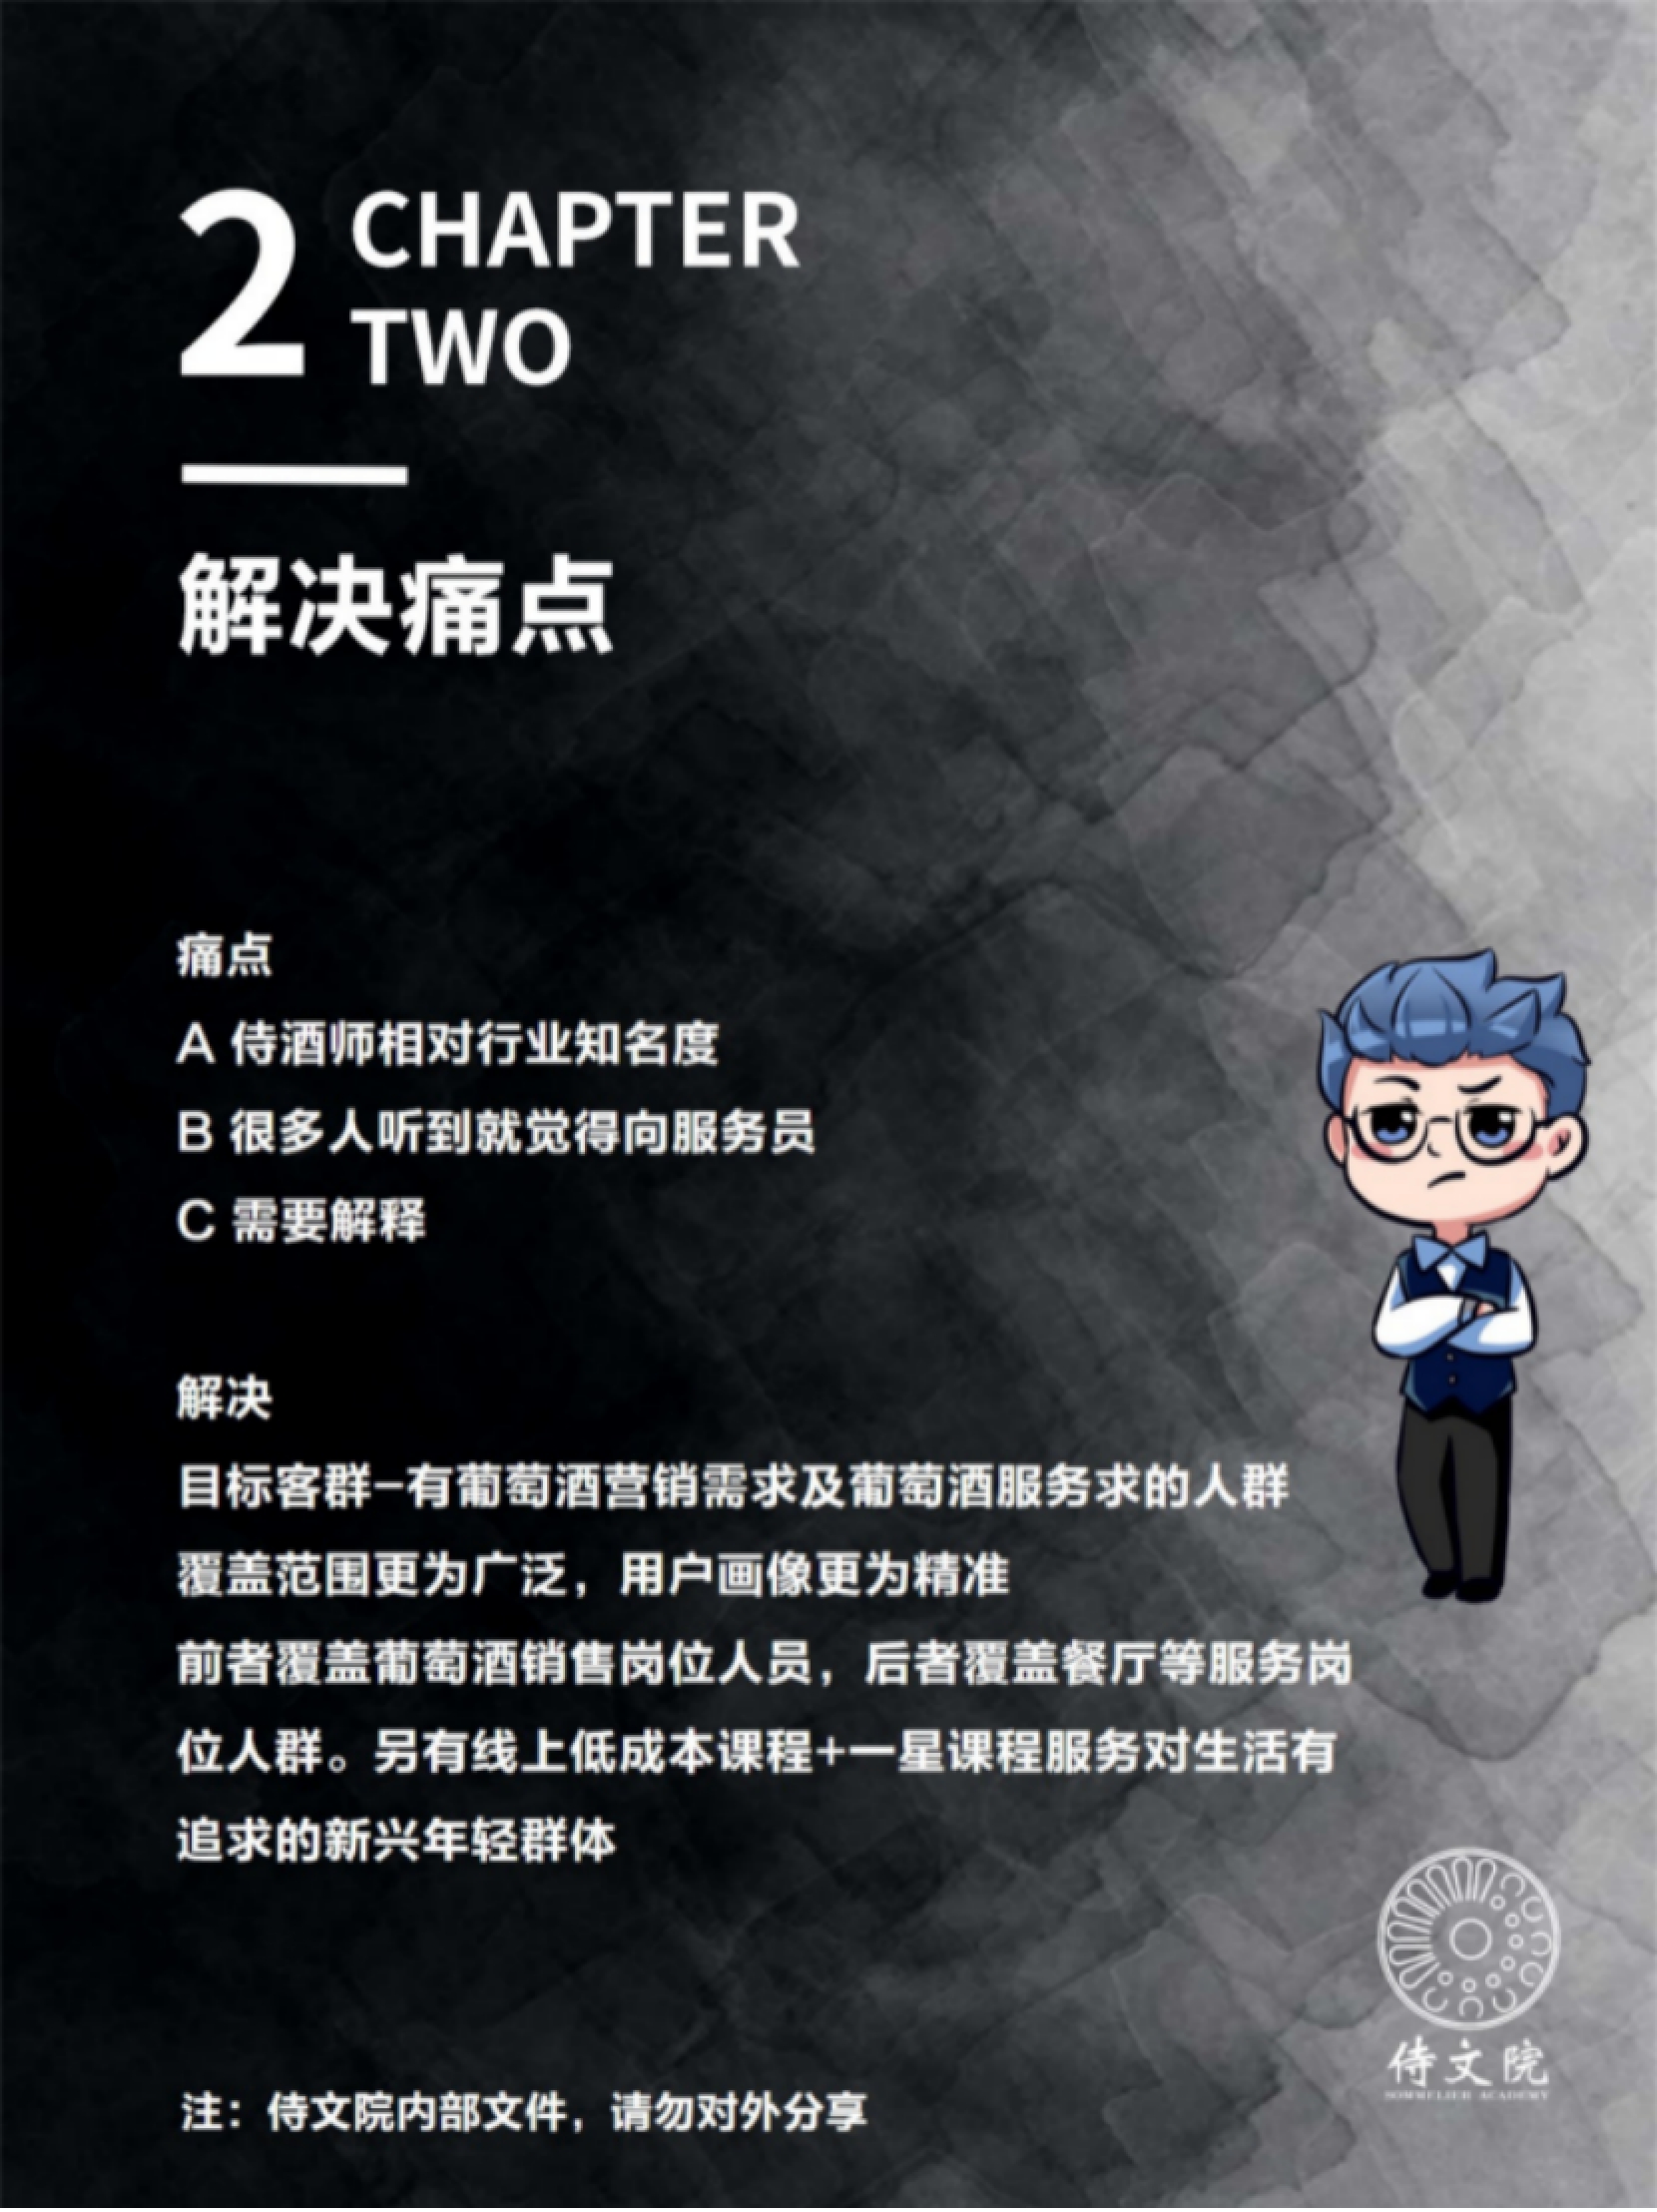 2 CHAPTER
TWO
解决痛点
痛点
A 侍酒师相对行业知名度
B 很多人听到就觉得向服务员
C 需要解释
解决
目标客群-有葡萄酒营销需求及葡萄酒服务求的人群
覆盖范围更为广泛，用户画像更为精准
前者覆盖葡萄酒销售岗位人员，后者覆盖餐厅等服务岗
位人群。另有线上低成本课程+一星课程服务对生活有
追求的新兴年轻群体
侍文院
SOMMELIER ACADEMY
注：侍文院内部文件，请勿对外分享